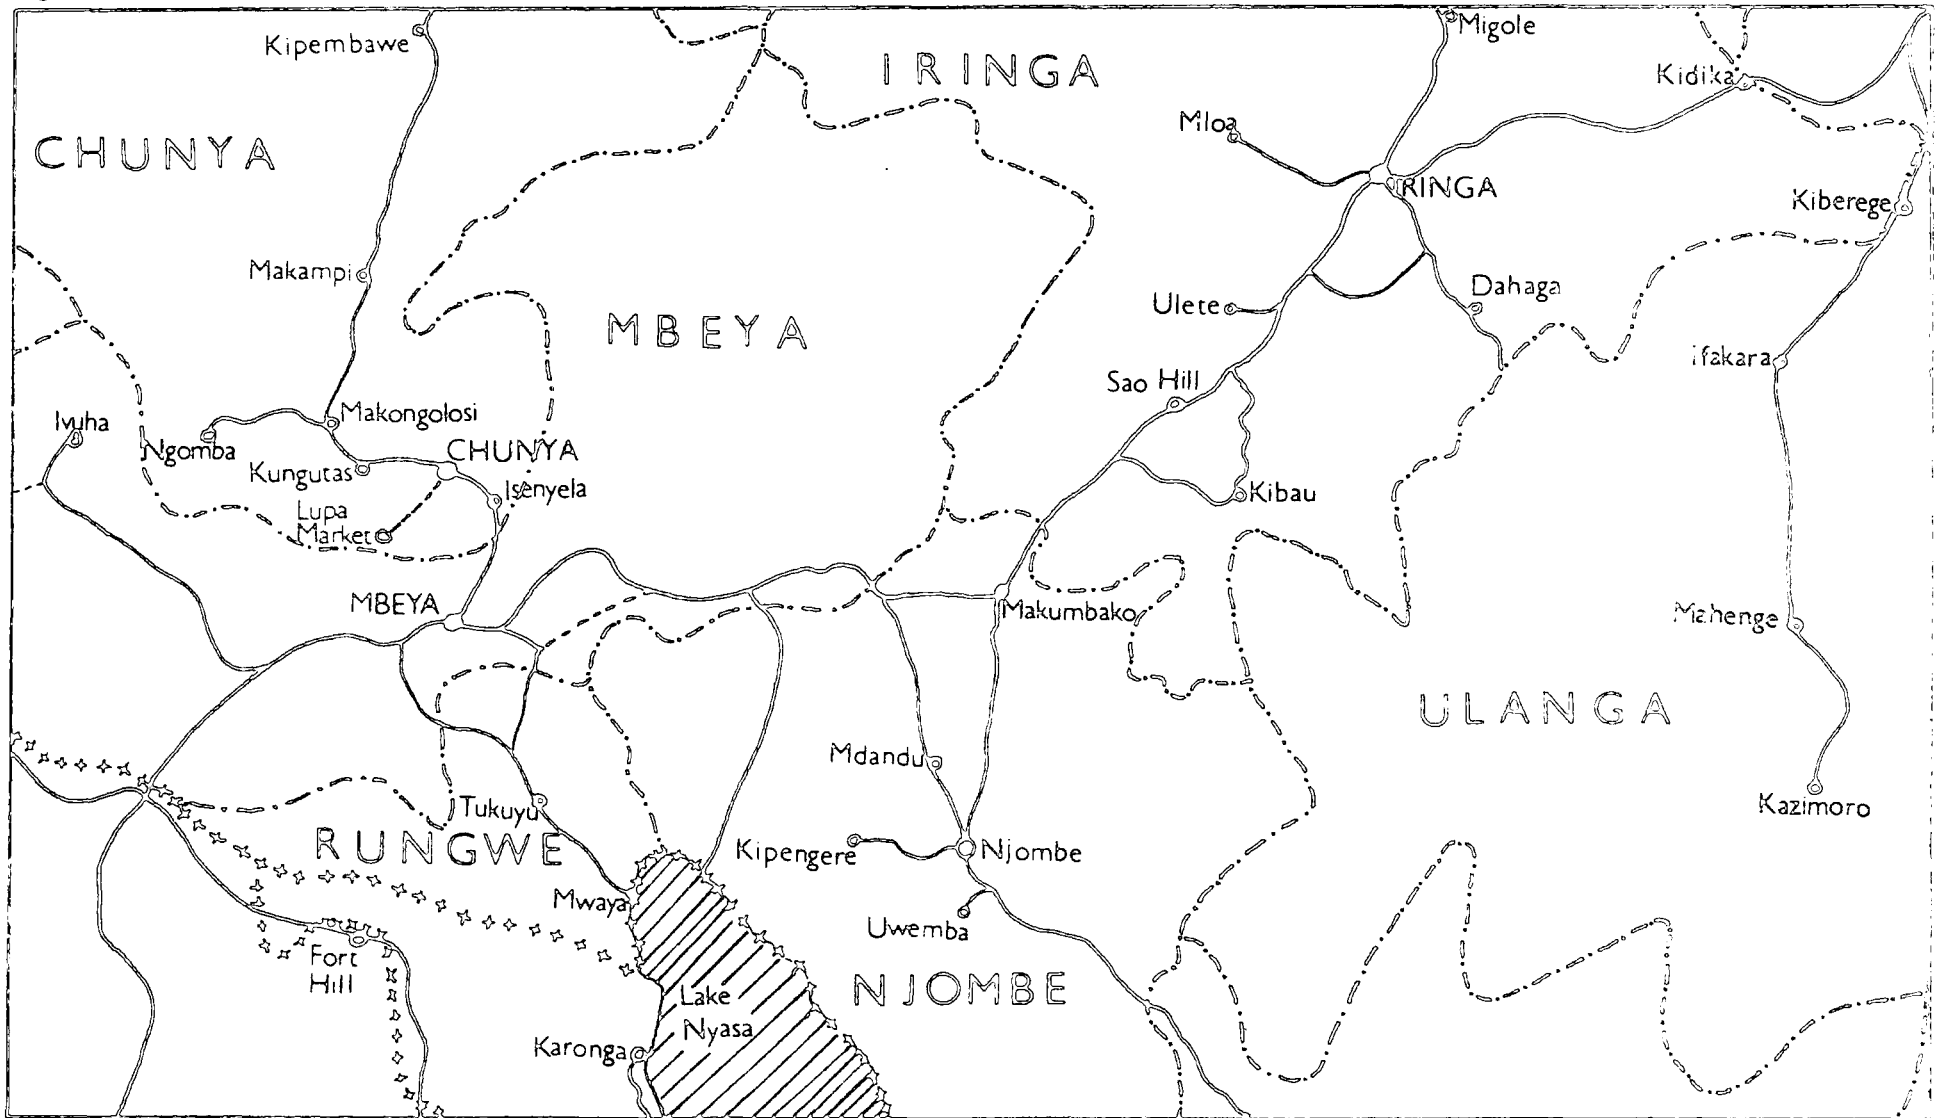 Kipembawe
IRINGA
Migole
Kidika
CHUNYA
Mloa
IRINGA
Kiberege
Makampi
Dahaga
Ulete
MBEYA
Ifakara
Sao Hill
Ivuha
Makongolosi
Ngomba
CHUNYA
Kungutas
Isenyela
Kibau
Lupa
Market
MBEYA
Makumbako
Mahenge
ULANGA
Mdandu
Tukuyu
Kazimoro
RUNGWE
Kipengere
Njombe
Mwaya
Uwemba
Fort
Hill
Lake
Nyasa
NJOMBE
Karonga